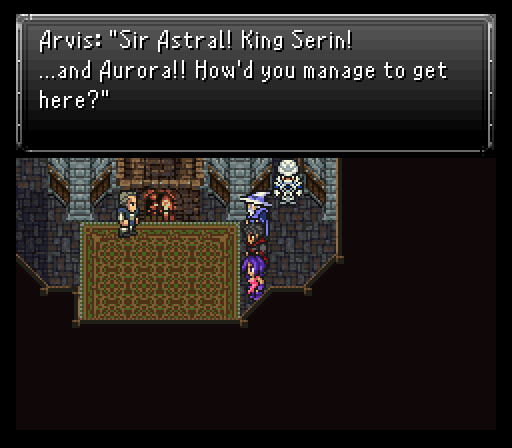 Arvis: "Sir Astral! King Serin!
...and Aurora!! How'd you manage to get
here?"